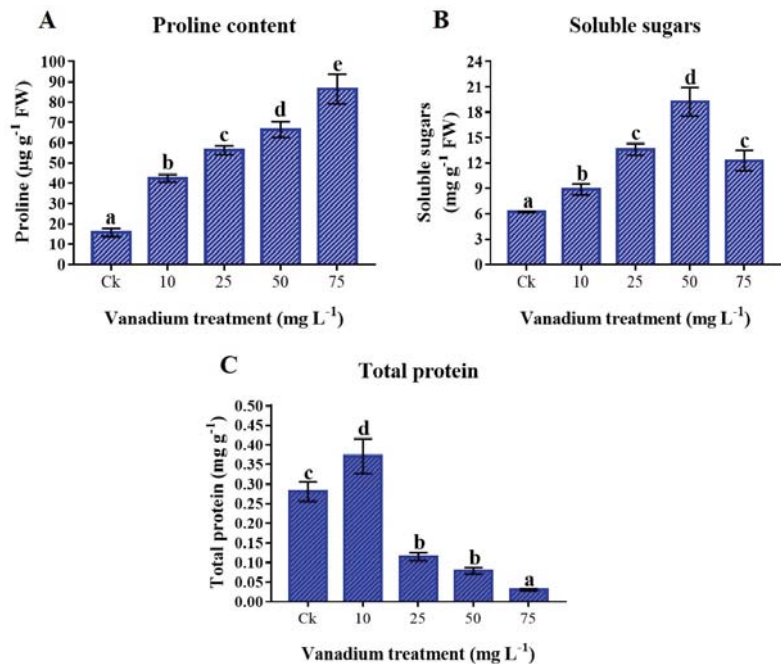 A
Proline content
Proline (µg g⁻¹ FW)
100
90
80
70
60
50
40
30
20
10
0
a
b
c
d
e
Ck 10 25 50 75
Vanadium treatment (mg L⁻¹)
B
Soluble sugars
Soluble sugars
(mg g⁻¹ FW)
24
21
18
15
12
9
6
3
0
a
b
c
d
c
Ck 10 25 50 75
Vanadium treatment (mg L⁻¹)
C
Total protein
Total protein (mg g⁻¹)
0.50
0.45
0.40
0.35
0.30
0.25
0.20
0.15
0.10
0.05
0.00
c
d
b
b
a
Ck 10 25 50 75
Vanadium treatment (mg L⁻¹)